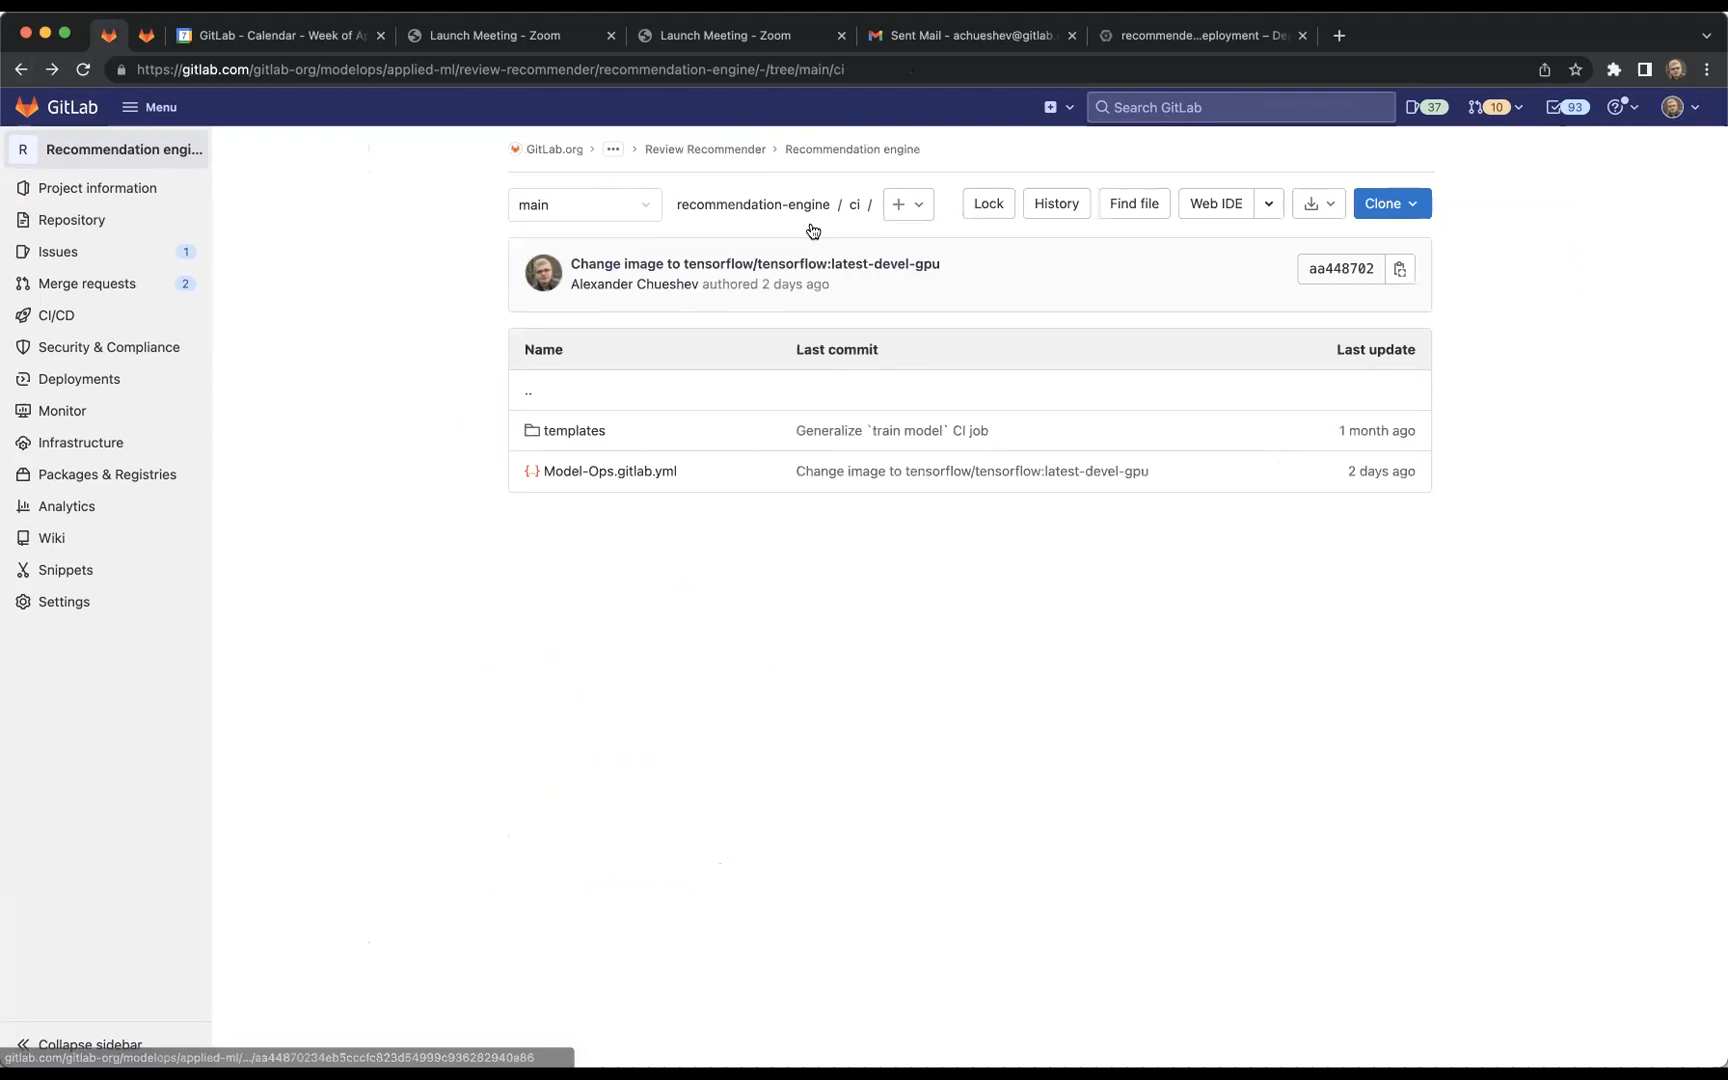 GitLab - Calendar - Week of A
Launch Meeting - Zoom
Launch Meeting - Zoom
Sent Mail - achueshev@gitlab.
recommende...eployment – De
https://gitlab.com/gitlab-org/modelops/applied-ml/review-recommender/recommendation-engine/-/tree/main/ci
GitLab
Menu
Search GitLab
37
10
93
R
Recommendation engi...
Project information
Repository
Issues
1
Merge requests
2
CI/CD
Security & Compliance
Deployments
Monitor
Infrastructure
Packages & Registries
Analytics
Wiki
Snippets
Settings
Collapse sidebar
GitLab.org > ... > Review Recommender > Recommendation engine
main
recommendation-engine / ci /
Lock
History
Find file
Web IDE
Clone
Change image to tensorflow/tensorflow:latest-devel-gpu
Alexander Chueshev authored 2 days ago
aa448702
Name Last commit Last update
..
templates Generalize `train model` CI job 1 month ago
Model-Ops.gitlab.yml Change image to tensorflow/tensorflow:latest-devel-gpu 2 days ago
gitlab.com/gitlab-org/modelops/applied-ml/.../aa44870234eb5cccfc823d54999c936282940a86